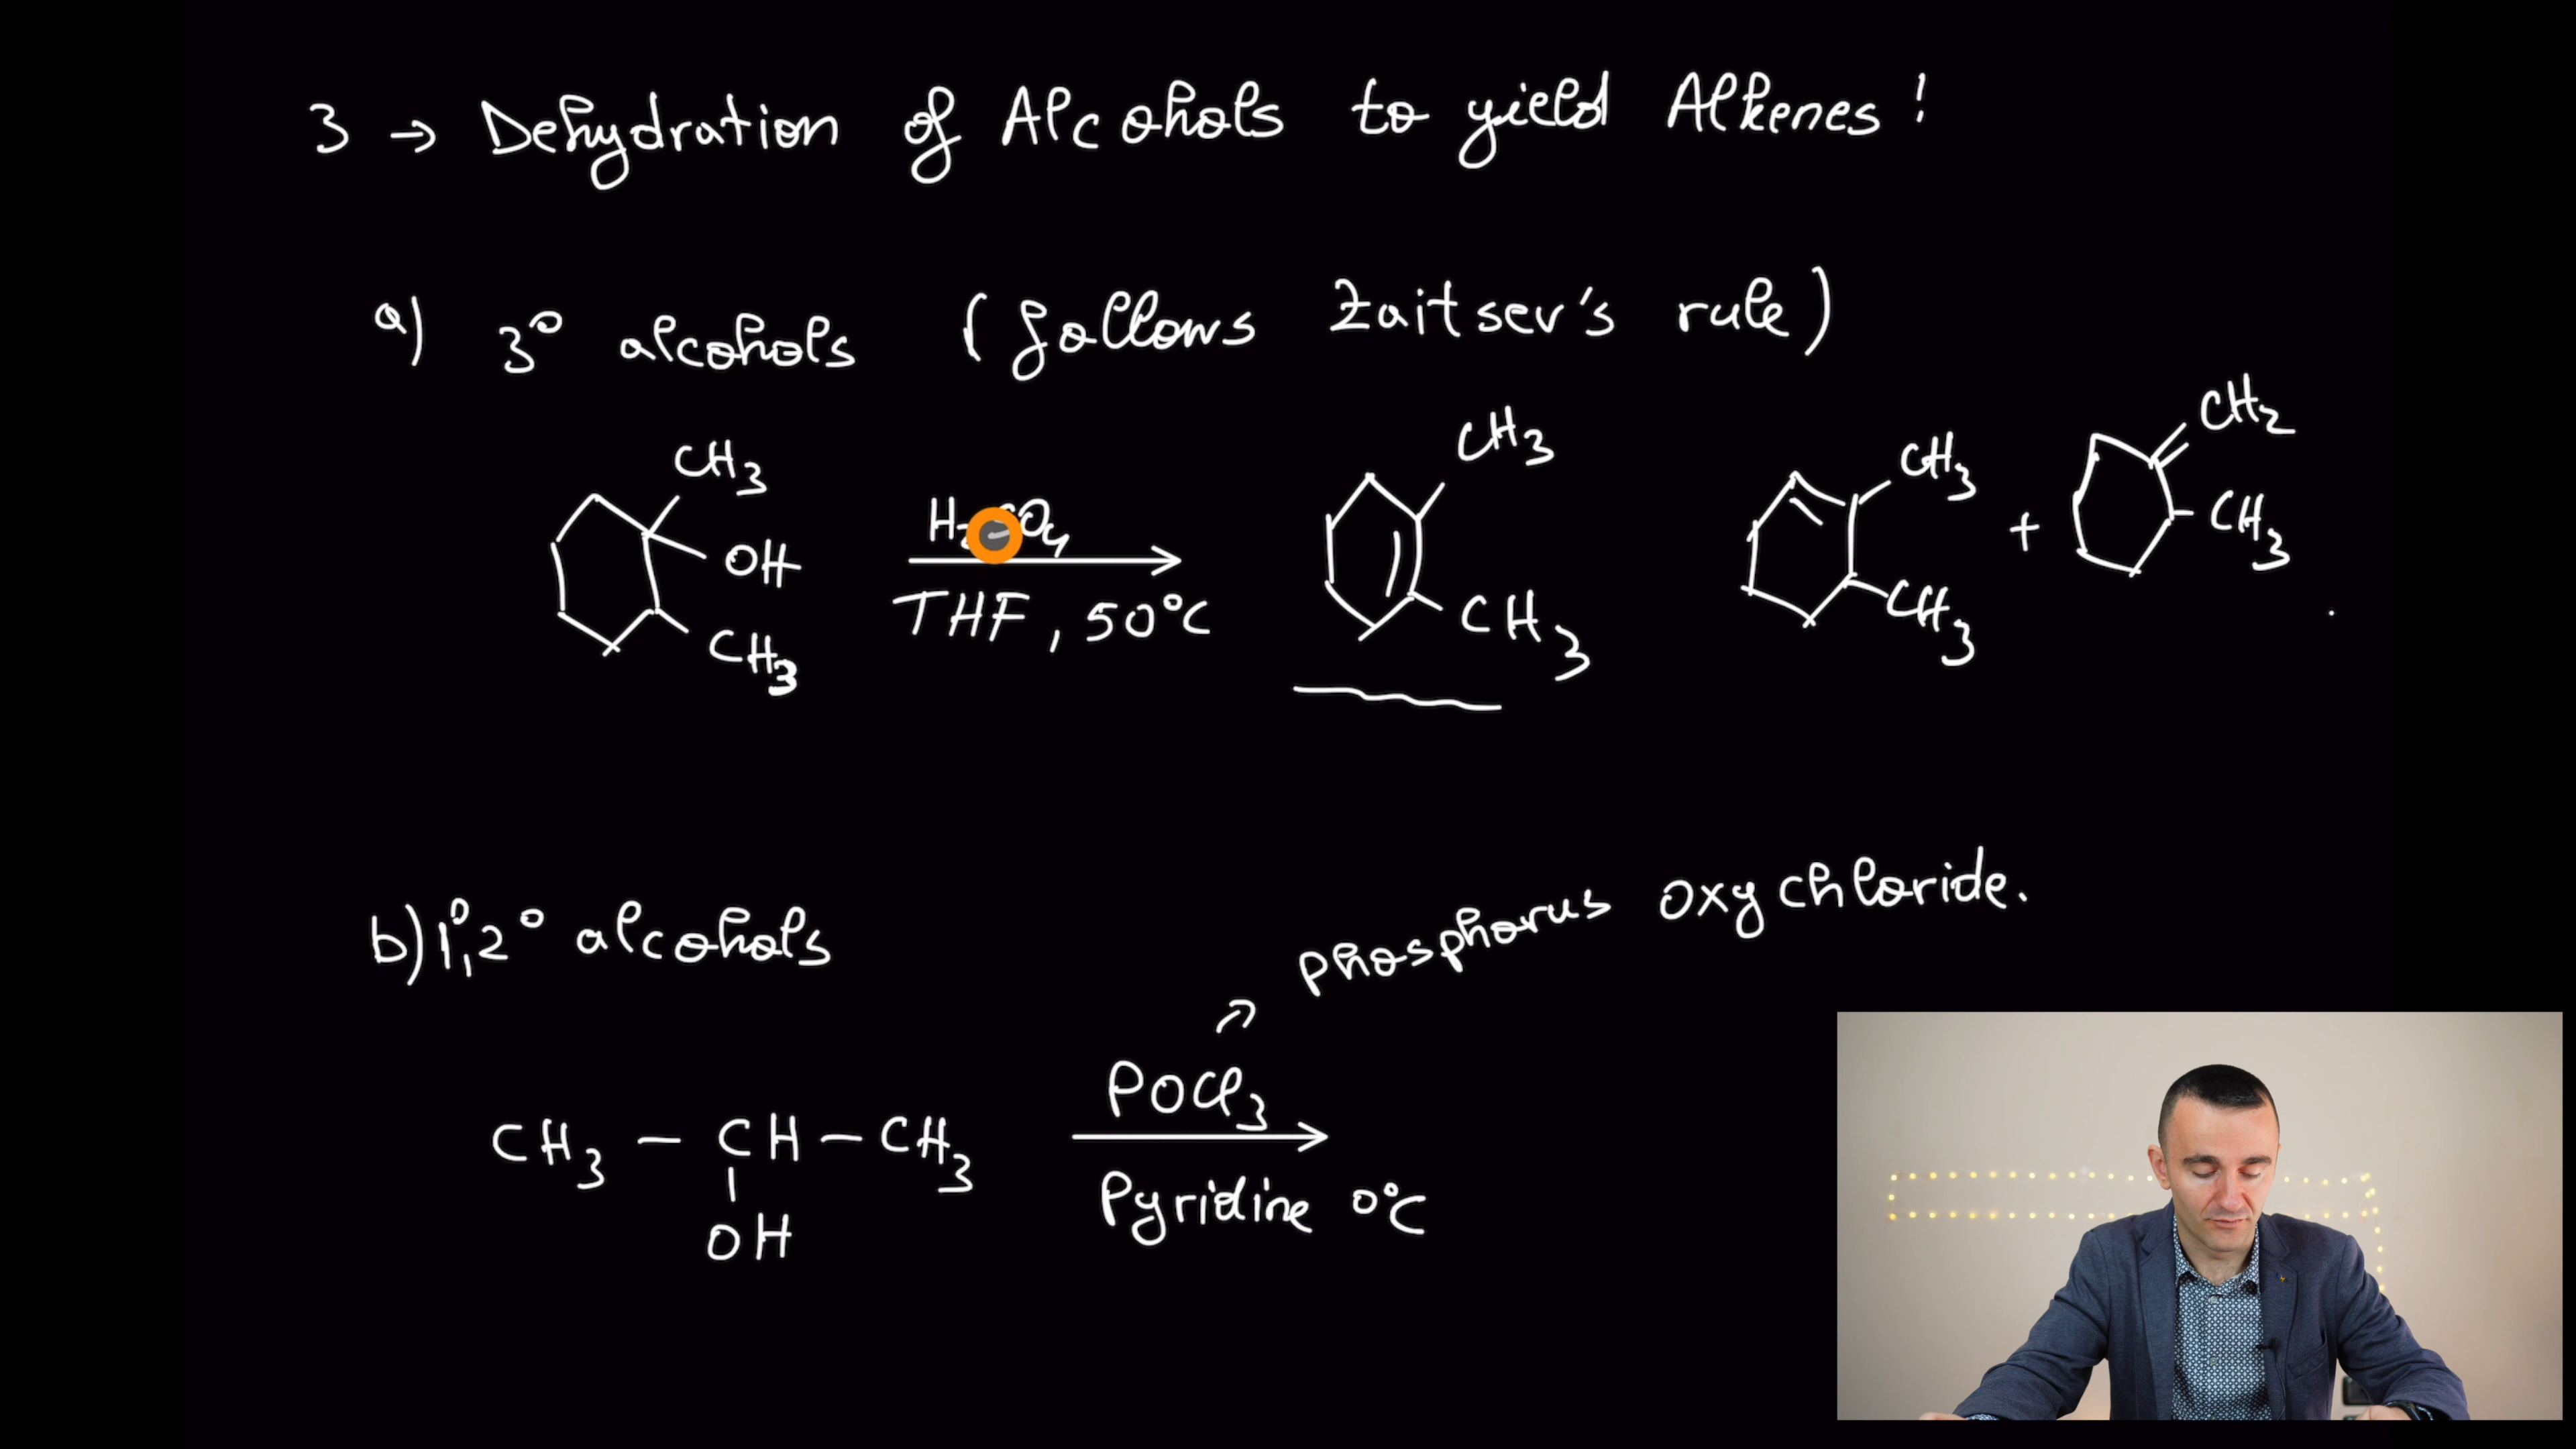 3 → Dehydration of Alcohols to yield Alkenes!
a) 3° alcohols (follows Zaitsev's rule)
CH3
OH
CH3
THF, 50°C
CH3
CH3
CH3
CH3
+
CH2
CH3
b) 1°,2° alcohols
phosphorus oxychloride.
CH3 – CH – CH3
OH
POCl3
Pyridine 0°C